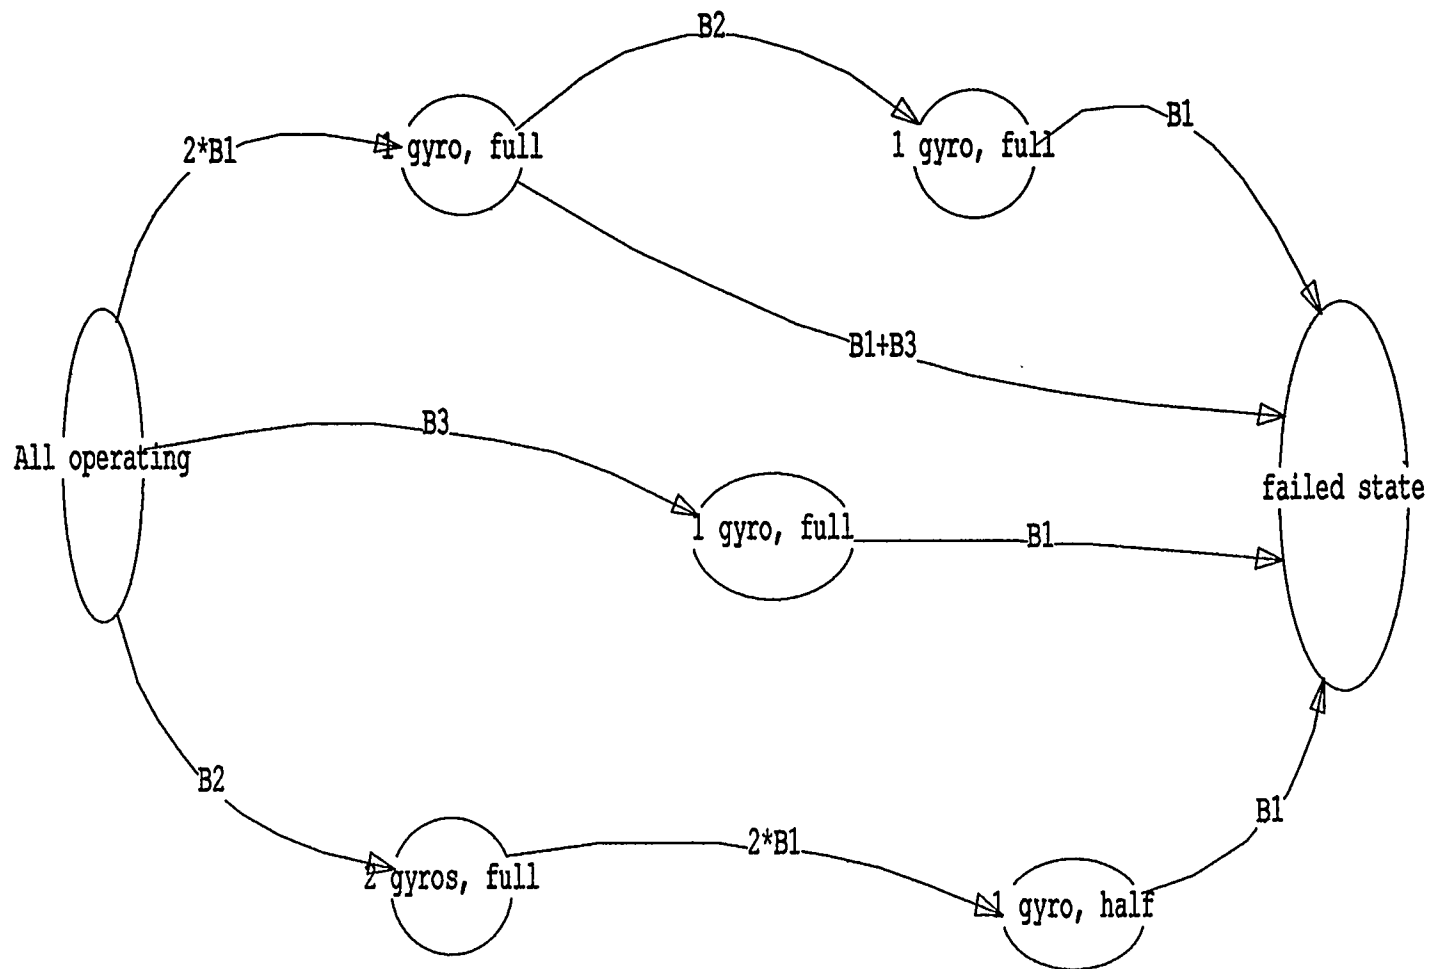 B2
2*B1
1 gyro, full
1 gyro, full
B1
B1+B3
B3
All operating
failed state
1 gyro, full
B1
B2
2 gyros, full
2*B1
1 gyro, half
B1